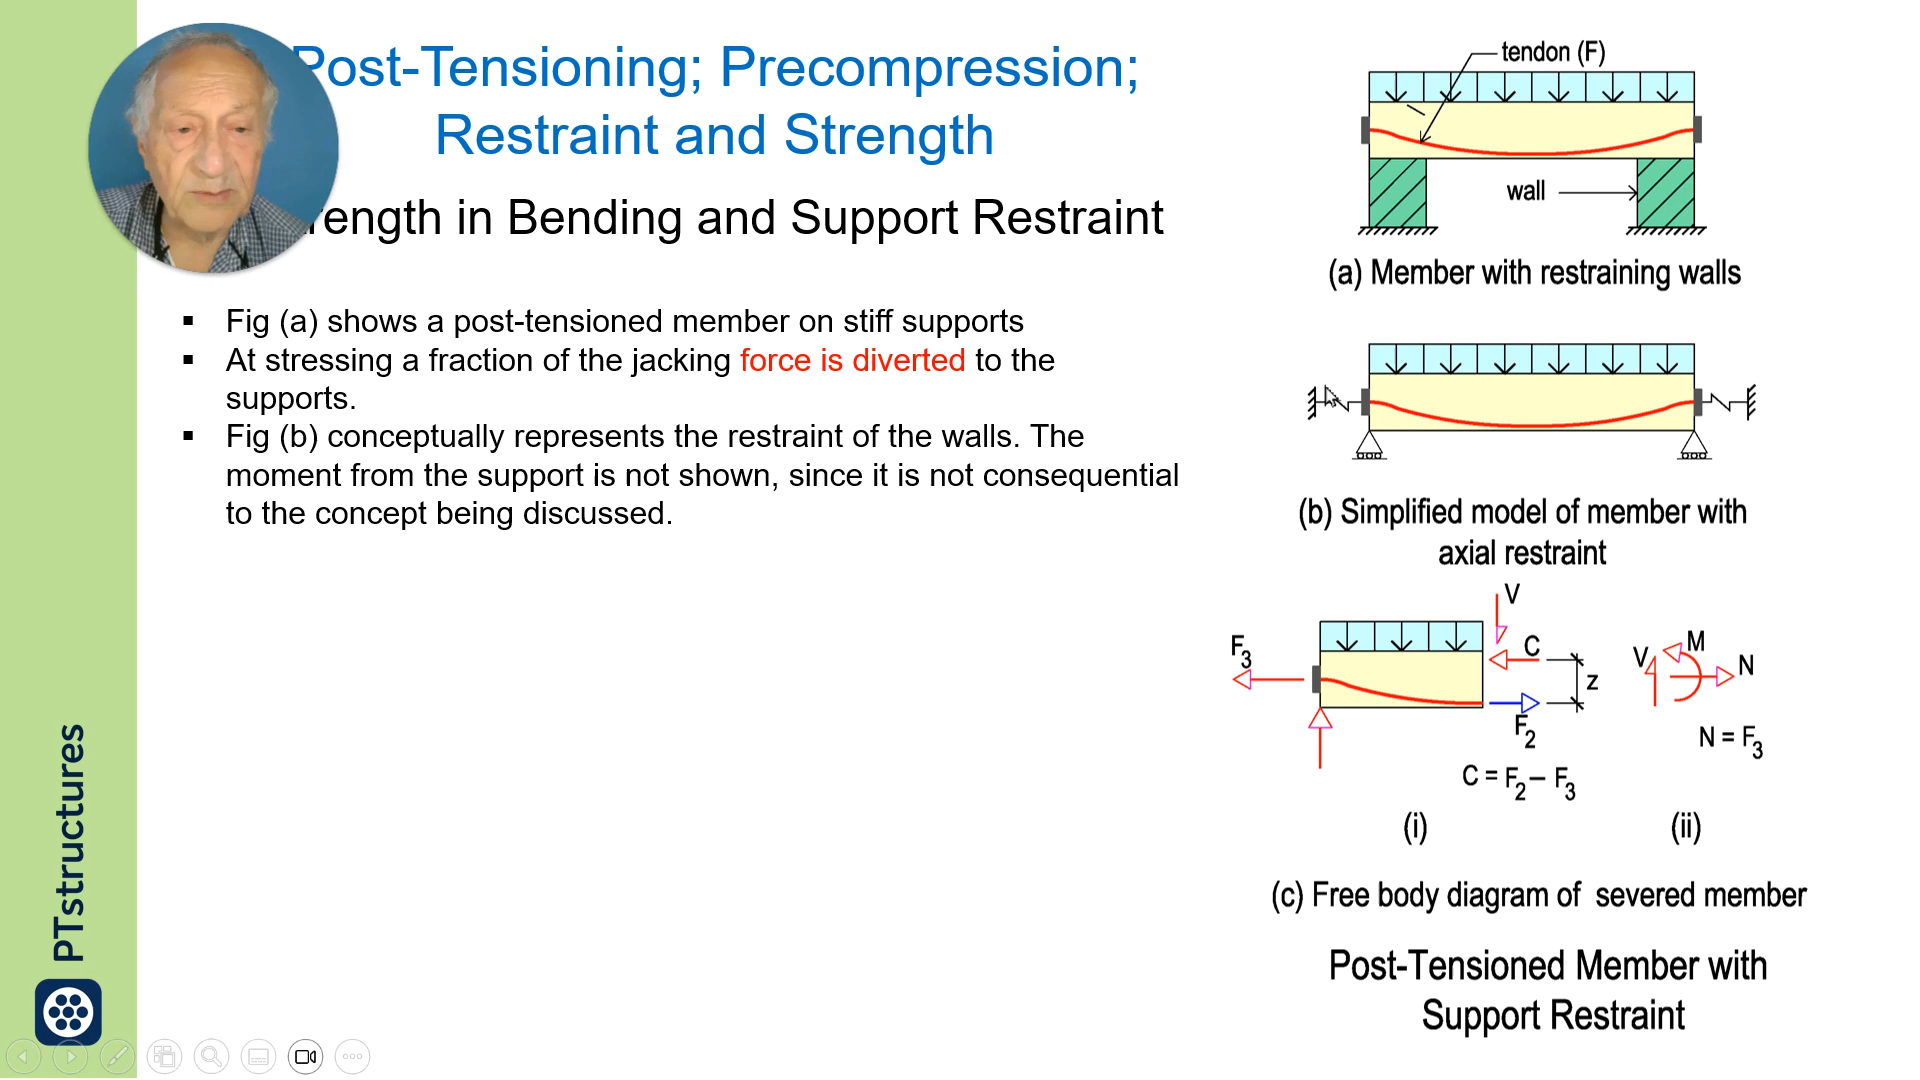 Post-Tensioning; Precompression;
Restraint and Strength
rength in Bending and Support Restraint
▪ Fig (a) shows a post-tensioned member on stiff supports
▪ At stressing a fraction of the jacking force is diverted to the
supports.
▪ Fig (b) conceptually represents the restraint of the walls. The
moment from the support is not shown, since it is not consequential
to the concept being discussed.
tendon (F)
wall
(a) Member with restraining walls
(b) Simplified model of member with
axial restraint
V
F3
C
z
F2
C = F2 – F3
(i)
V
M
N
N = F3
(ii)
(c) Free body diagram of severed member
Post-Tensioned Member with
Support Restraint
PTstructures